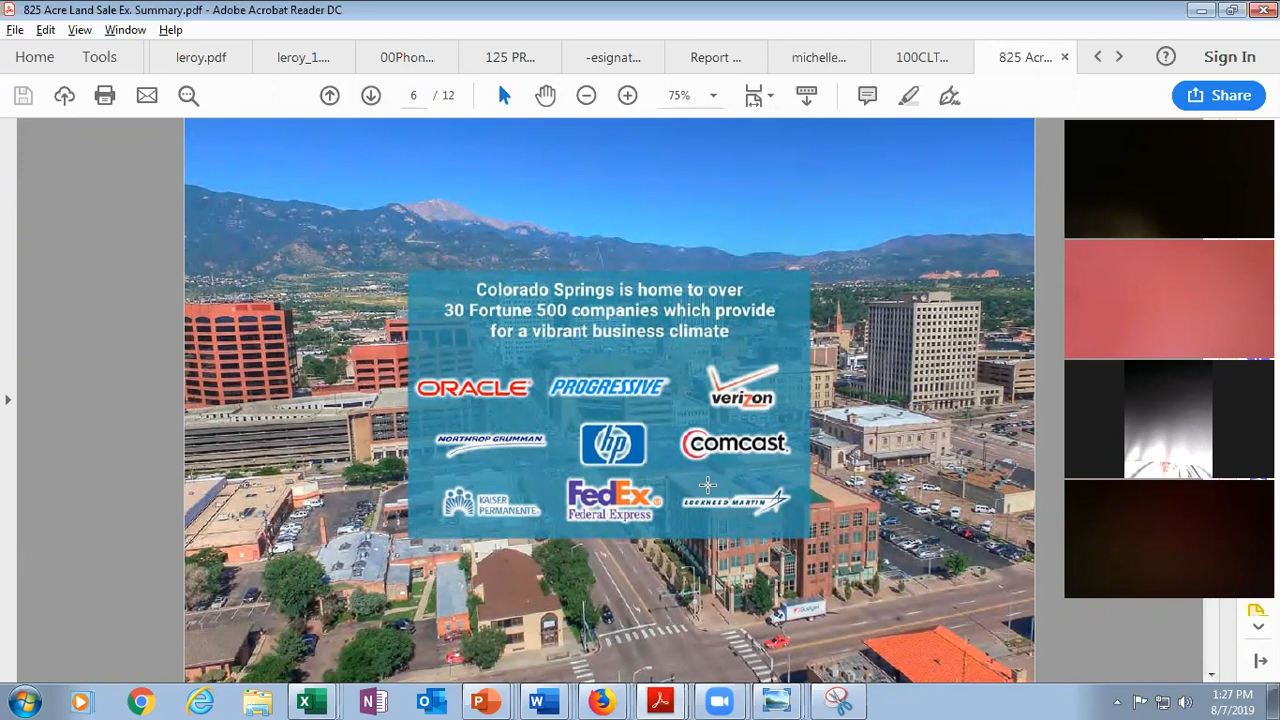 825 Acre Land Sale Ex. Summary.pdf - Adobe Acrobat Reader DC
File Edit View Window Help
Home Tools leroy.pdf leroy_1.... 00Phon... 125 PR... -esignat... Report ... michelle... 100CLT... 825 Acr... Sign In
6 / 12 75% Share
Colorado Springs is home to over
30 Fortune 500 companies which provide
for a vibrant business climate
ORACLE PROGRESSIVE verizon
NORTHROP GRUMMAN hp comcast
KAISER PERMANENTE FedEx Federal Express LOCKHEED MARTIN
Budget
1:27 PM
8/7/2019